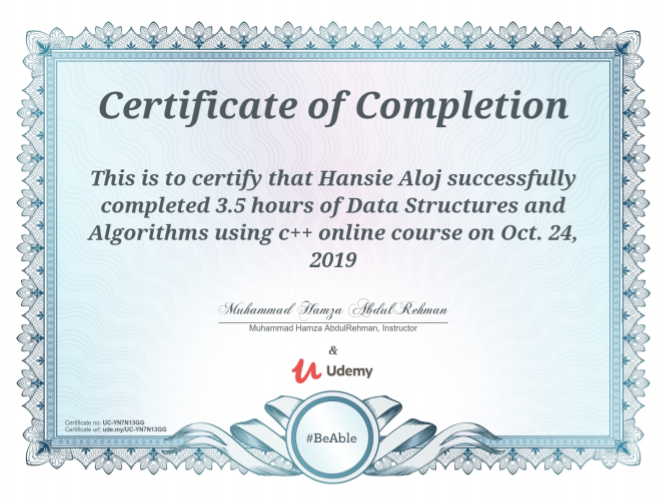 Certificate of Completion
This is to certify that Hansie Aloj successfully
completed 3.5 hours of Data Structures and
Algorithms using c++ online course on Oct. 24,
2019
Muhammad Hamza AbdulRehman
Muhammad Hamza AbdulRehman, Instructor
&
Udemy
Certificate no: UC-YN7N13GG
Certificate url: ude.my/UC-YN7N13GG
#BeAble